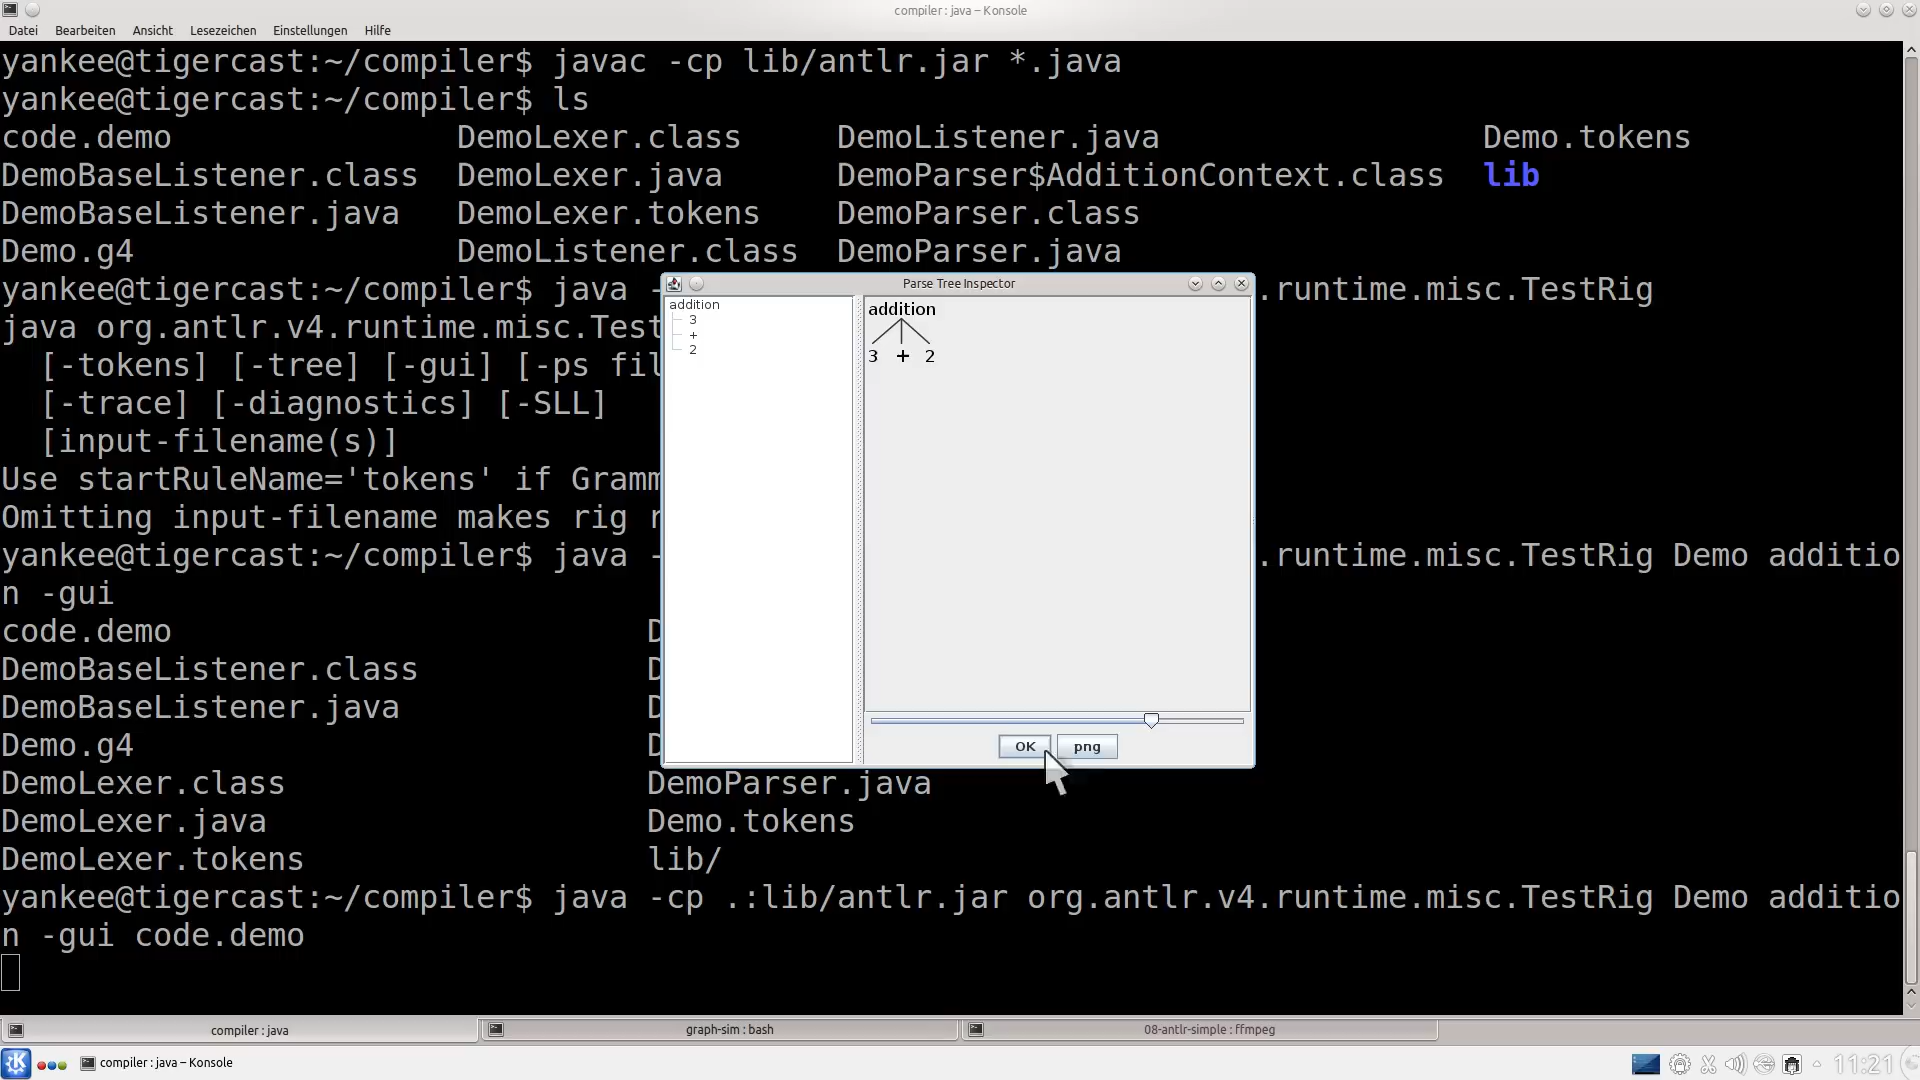 compiler : java – Konsole
Datei Bearbeiten Ansicht Lesezeichen Einstellungen Hilfe
yankee@tigercast:~/compiler$ javac -cp lib/antlr.jar *.java
yankee@tigercast:~/compiler$ ls
code.demo DemoLexer.class DemoListener.java Demo.tokens
DemoBaseListener.class DemoLexer.java DemoParser$AdditionContext.class lib
DemoBaseListener.java DemoLexer.tokens DemoParser.class
Demo.g4 DemoListener.class DemoParser.java
yankee@tigercast:~/compiler$ java - .runtime.misc.TestRig
java org.antlr.v4.runtime.misc.Test
[-tokens] [-tree] [-gui] [-ps fil
[-trace] [-diagnostics] [-SLL]
[input-filename(s)]
Use startRuleName='tokens' if Gramm
Omitting input-filename makes rig r
yankee@tigercast:~/compiler$ java - .runtime.misc.TestRig Demo additio
n -gui
code.demo
DemoBaseListener.class
DemoBaseListener.java
Demo.g4
DemoLexer.class DemoParser.java
DemoLexer.java Demo.tokens
DemoLexer.tokens lib/
yankee@tigercast:~/compiler$ java -cp .:lib/antlr.jar org.antlr.v4.runtime.misc.TestRig Demo additio
n -gui code.demo
Parse Tree Inspector
addition
3
+
2
addition
3 + 2
OK png
compiler : java graph-sim : bash 08-antlr-simple : ffmpeg
compiler : java – Konsole 11:21